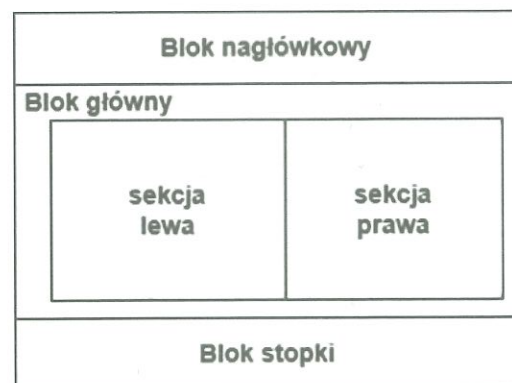 Blok nagłówkowy
Blok główny
sekcja
lewa
sekcja
prawa
Blok stopki